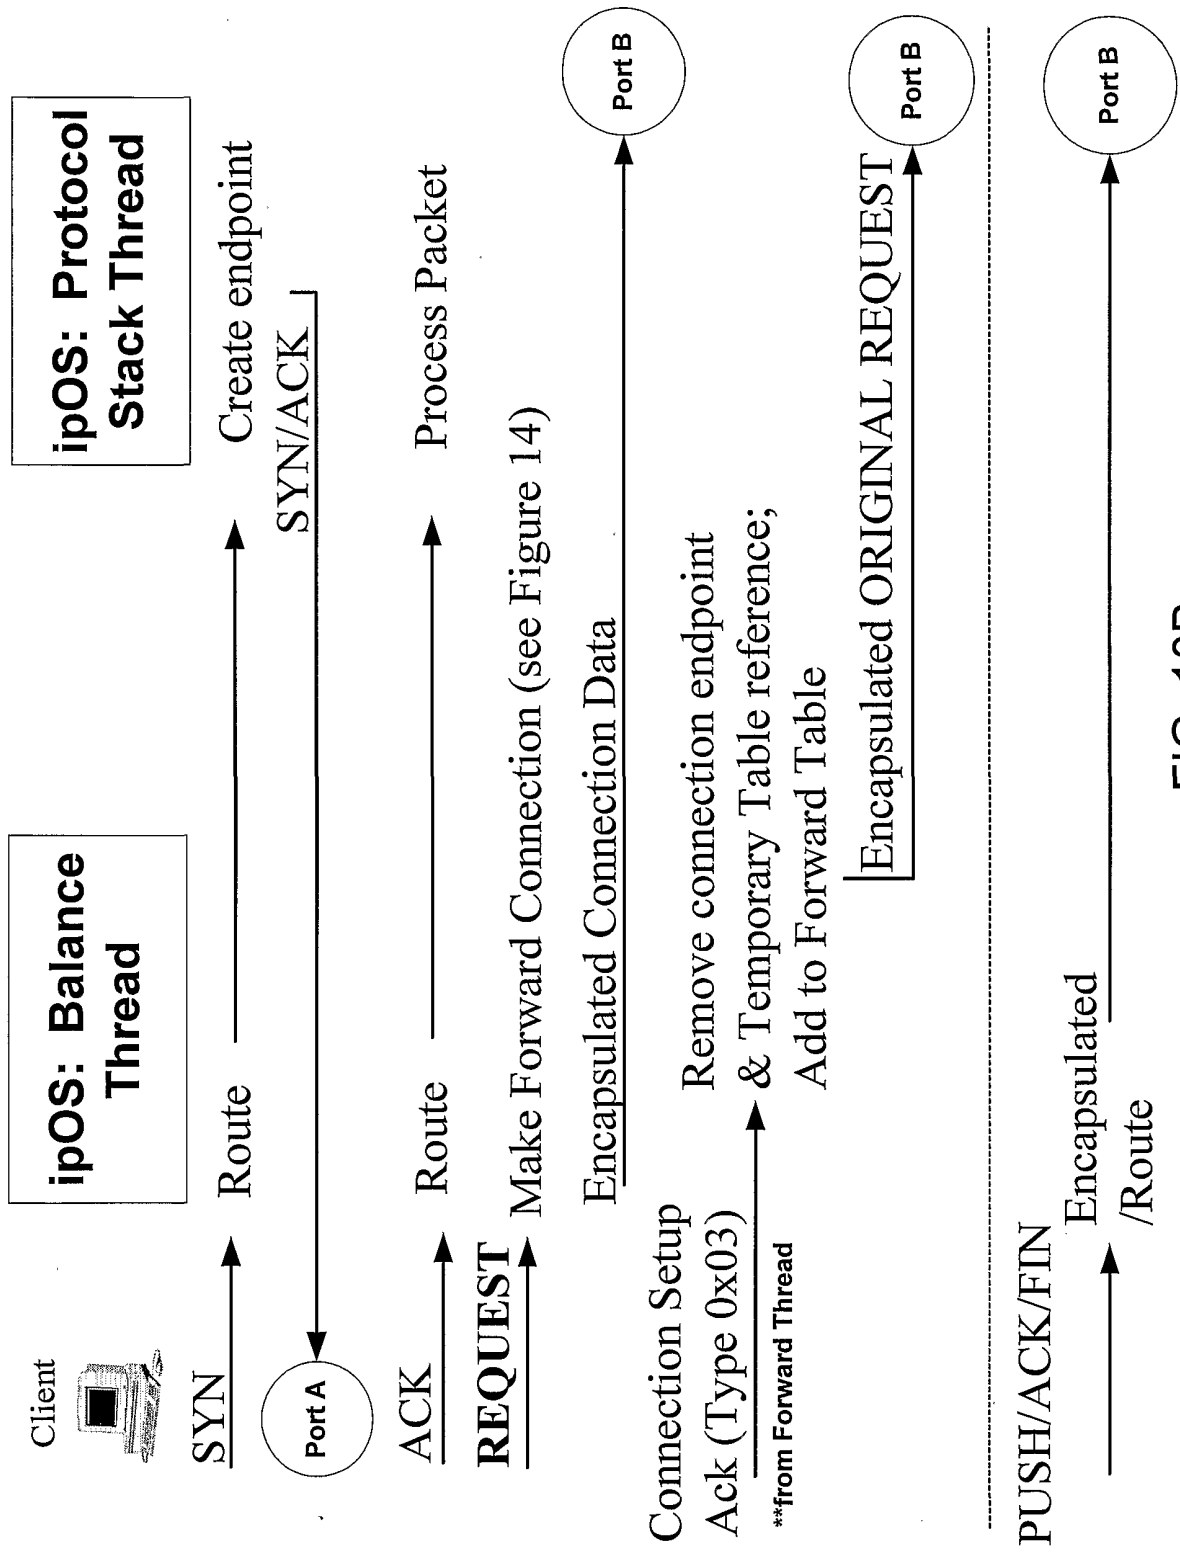 Client
ipOS: Balance
Thread
ipOS: Protocol
Stack Thread
SYN
Route
Create endpoint
SYN/ACK
Port A
ACK
Route
Process Packet
REQUEST
Make Forward Connection (see Figure 14)
Encapsulated Connection Data
Port B
Connection Setup
Ack (Type 0x03)
**from Forward Thread
Remove connection endpoint
& Temporary Table reference;
Add to Forward Table
Encapsulated ORIGINAL REQUEST
Port B
PUSH/ACK/FIN
Encapsulated
/Route
Port B